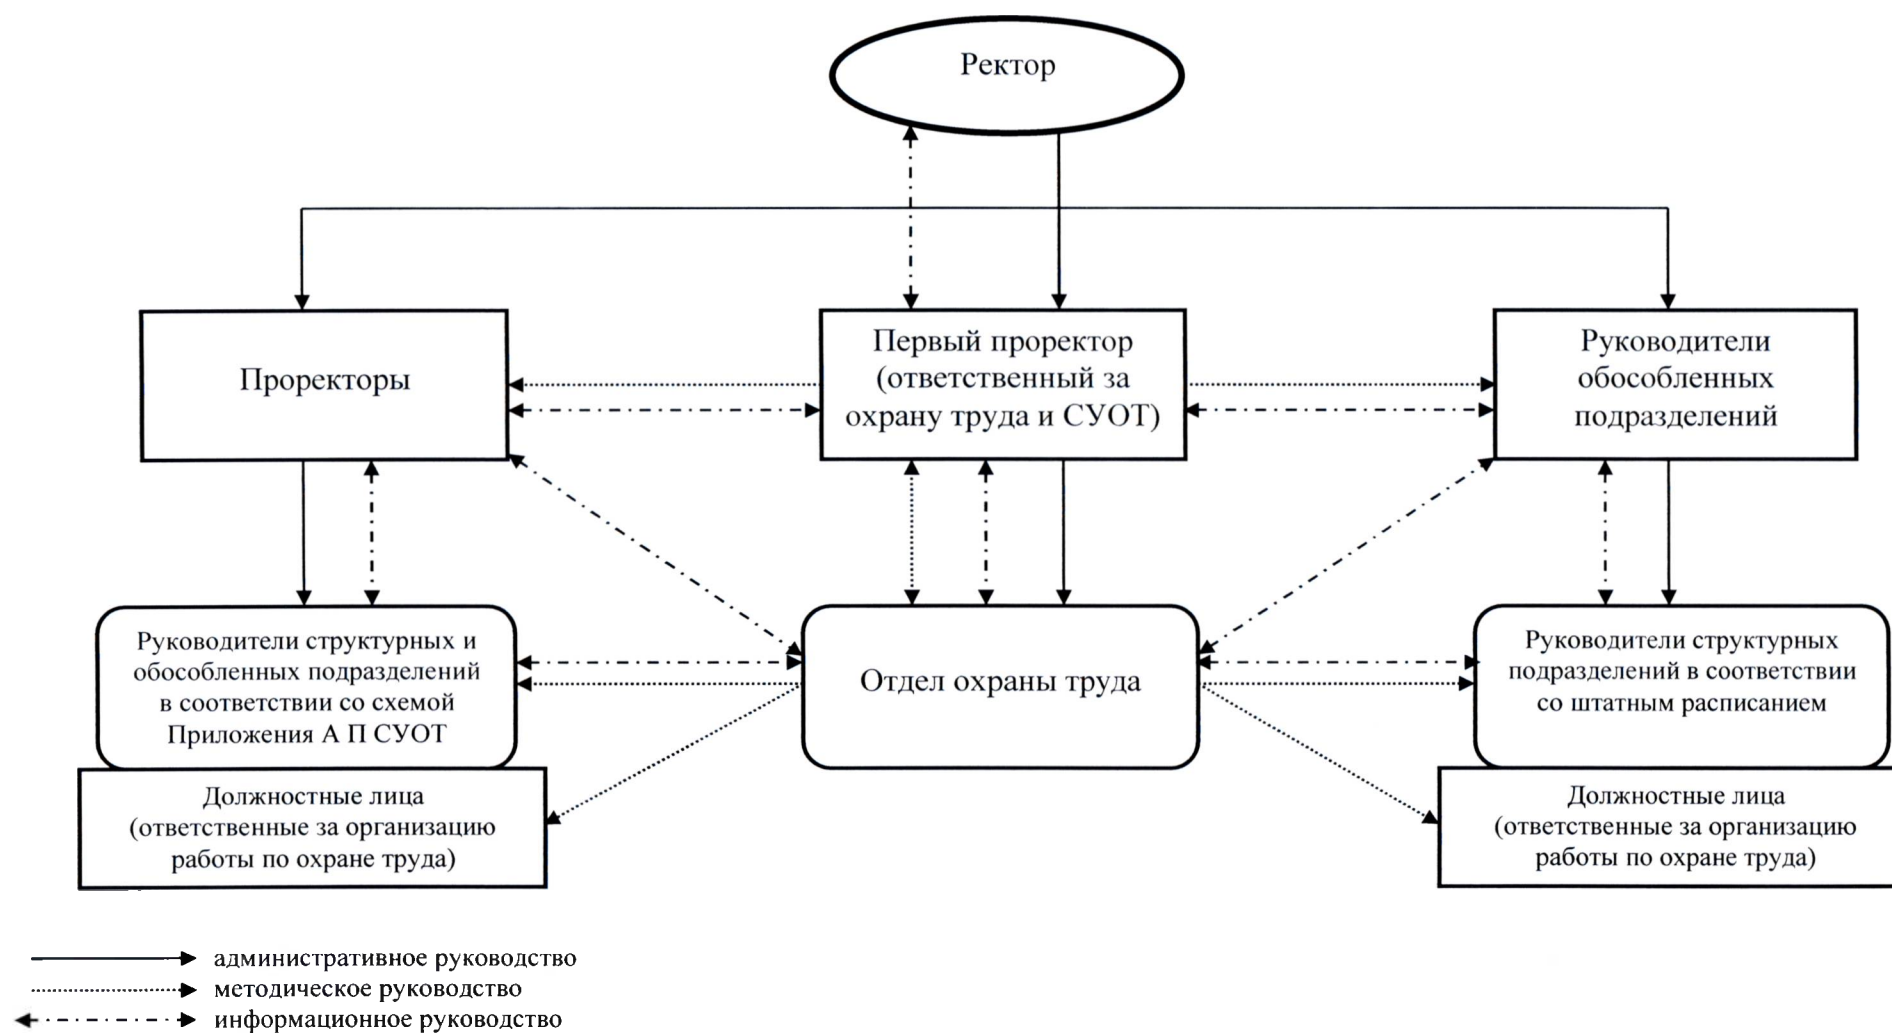 Ректор
Проректоры
Первый проректор
(ответственный за
охрану труда и СУОТ)
Руководители
обособленных
подразделений
Руководители структурных и
обособленных подразделений
в соответствии со схемой
Приложения А П СУОТ
Отдел охраны труда
Руководители структурных
подразделений в соответствии
со штатным расписанием
Должностные лица
(ответственные за организацию
работы по охране труда)
Должностные лица
(ответственные за организацию
работы по охране труда)
административное руководство
методическое руководство
информационное руководство